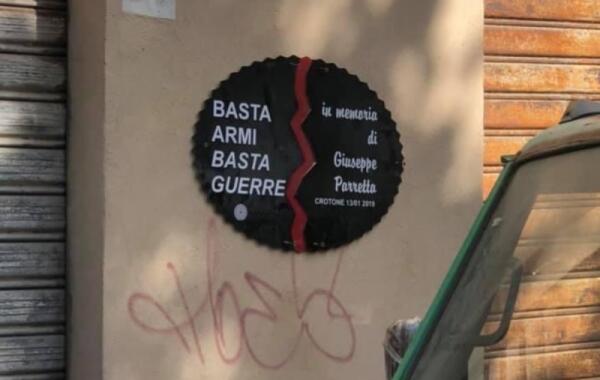 BASTA
ARMI
BASTA
GUERRE
in memoria
di
Giuseppe
Parretta
CROTONE 13/01 2019